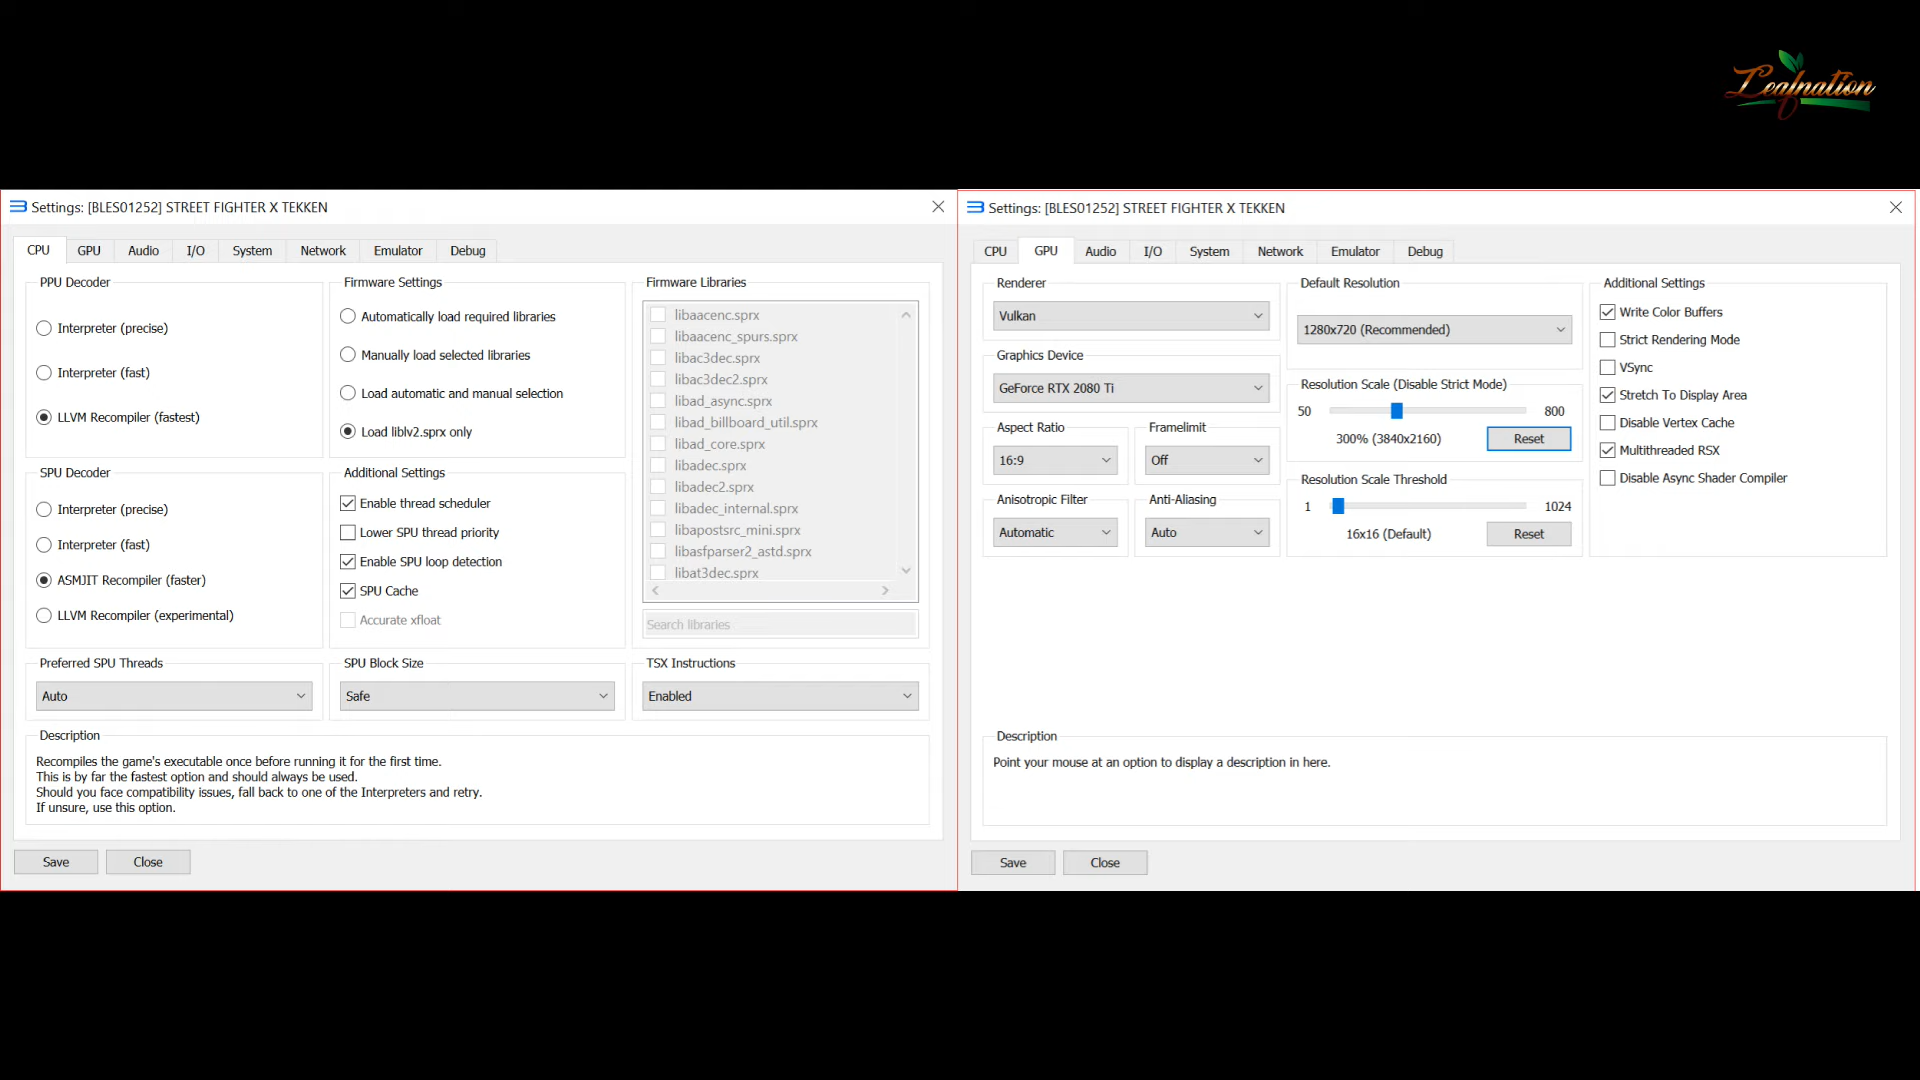 Leafnation
Settings: [BLES01252] STREET FIGHTER X TEKKEN
CPU GPU Audio I/O System Network Emulator Debug
PPU Decoder
Interpreter (precise)
Interpreter (fast)
LLVM Recompiler (fastest)
SPU Decoder
Interpreter (precise)
Interpreter (fast)
ASMJIT Recompiler (faster)
LLVM Recompiler (experimental)
Preferred SPU Threads
Auto
Firmware Settings
Automatically load required libraries
Manually load selected libraries
Load automatic and manual selection
Load liblv2.sprx only
Additional Settings
Enable thread scheduler
Lower SPU thread priority
Enable SPU loop detection
SPU Cache
Accurate xfloat
SPU Block Size
Safe
Firmware Libraries
libaacenc.sprx
libaacenc_spurs.sprx
libac3dec.sprx
libac3dec2.sprx
libad_async.sprx
libad_billboard_util.sprx
libad_core.sprx
libadec.sprx
libadec2.sprx
libadec_internal.sprx
libapostsrc_mini.sprx
libasfparser2_astd.sprx
libat3dec.sprx
Search libraries
TSX Instructions
Enabled
Description
Recompiles the game's executable once before running it for the first time.
This is by far the fastest option and should always be used.
Should you face compatibility issues, fall back to one of the Interpreters and retry.
If unsure, use this option.
Save Close
Settings: [BLES01252] STREET FIGHTER X TEKKEN
CPU GPU Audio I/O System Network Emulator Debug
Renderer
Vulkan
Graphics Device
GeForce RTX 2080 Ti
Aspect Ratio
16:9
Framelimit
Off
Anisotropic Filter
Automatic
Anti-Aliasing
Auto
Default Resolution
1280x720 (Recommended)
Resolution Scale (Disable Strict Mode)
50 800
300% (3840x2160) Reset
Resolution Scale Threshold
1 1024
16x16 (Default) Reset
Additional Settings
Write Color Buffers
Strict Rendering Mode
VSync
Stretch To Display Area
Disable Vertex Cache
Multithreaded RSX
Disable Async Shader Compiler
Description
Point your mouse at an option to display a description in here.
Save Close